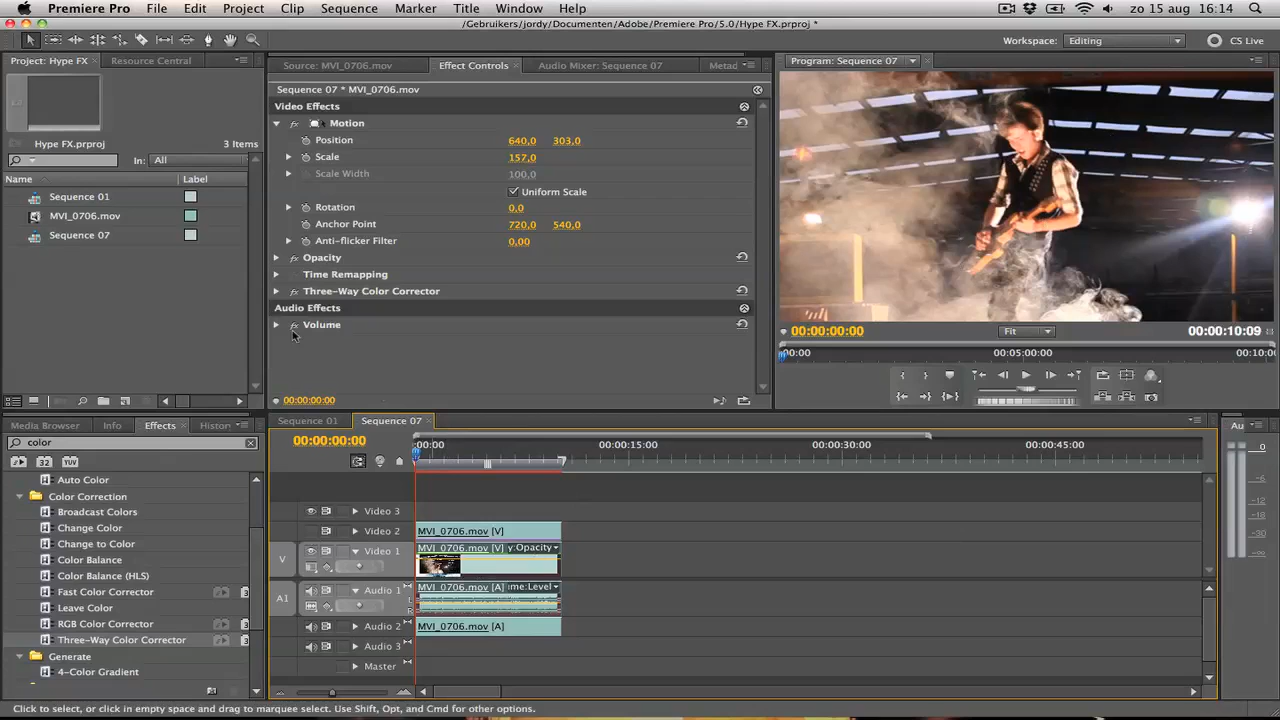 Premiere Pro File Edit Project Clip Sequence Marker Title Window Help zo 15 aug 16:14
/Gebruikers/jordy/Documenten/Adobe/Premiere Pro/5.0/Hype FX.prproj *
Workspace: Editing CS Live
Project: Hype FX Resource Central
Hype FX.prproj 3 Items
In: All
Name Label
Sequence 01
MVI_0706.mov
Sequence 07
Source: MVI_0706.mov Effect Controls Audio Mixer: Sequence 07 Metad
Sequence 07 * MVI_0706.mov
Video Effects
Motion
Position 640,0 303,0
Scale 157,0
Scale Width 100,0
Uniform Scale
Rotation 0,0
Anchor Point 720,0 540,0
Anti-flicker Filter 0,00
Opacity
Time Remapping
Three-Way Color Corrector
Audio Effects
Volume
00:00:00:00
Program: Sequence 07
00:00:00:00 Fit 00:00:10:09
00:00 00:05:00:00 00:10:0
Media Browser Info Effects Histor
color
32 YUV
Auto Color
Color Correction
Broadcast Colors
Change Color
Change to Color
Color Balance
Color Balance (HLS)
Fast Color Corrector
Leave Color
RGB Color Corrector
Three-Way Color Corrector
Generate
4-Color Gradient
Sequence 01 Sequence 07
00:00:00:00 :00:00 00:00:15:00 00:00:30:00 00:00:45:00
Video 3
Video 2 MVI_0706.mov [V]
V Video 1 MVI_0706.mov [V] y:Opacity
A1 Audio 1 MVI_0706.mov [A] me:Level
L
R
Audio 2 MVI_0706.mov [A]
Audio 3
Master
Au
0
-6
-12
-18
-30
Click to select, or click in empty space and drag to marquee select. Use Shift, Opt, and Cmd for other options.